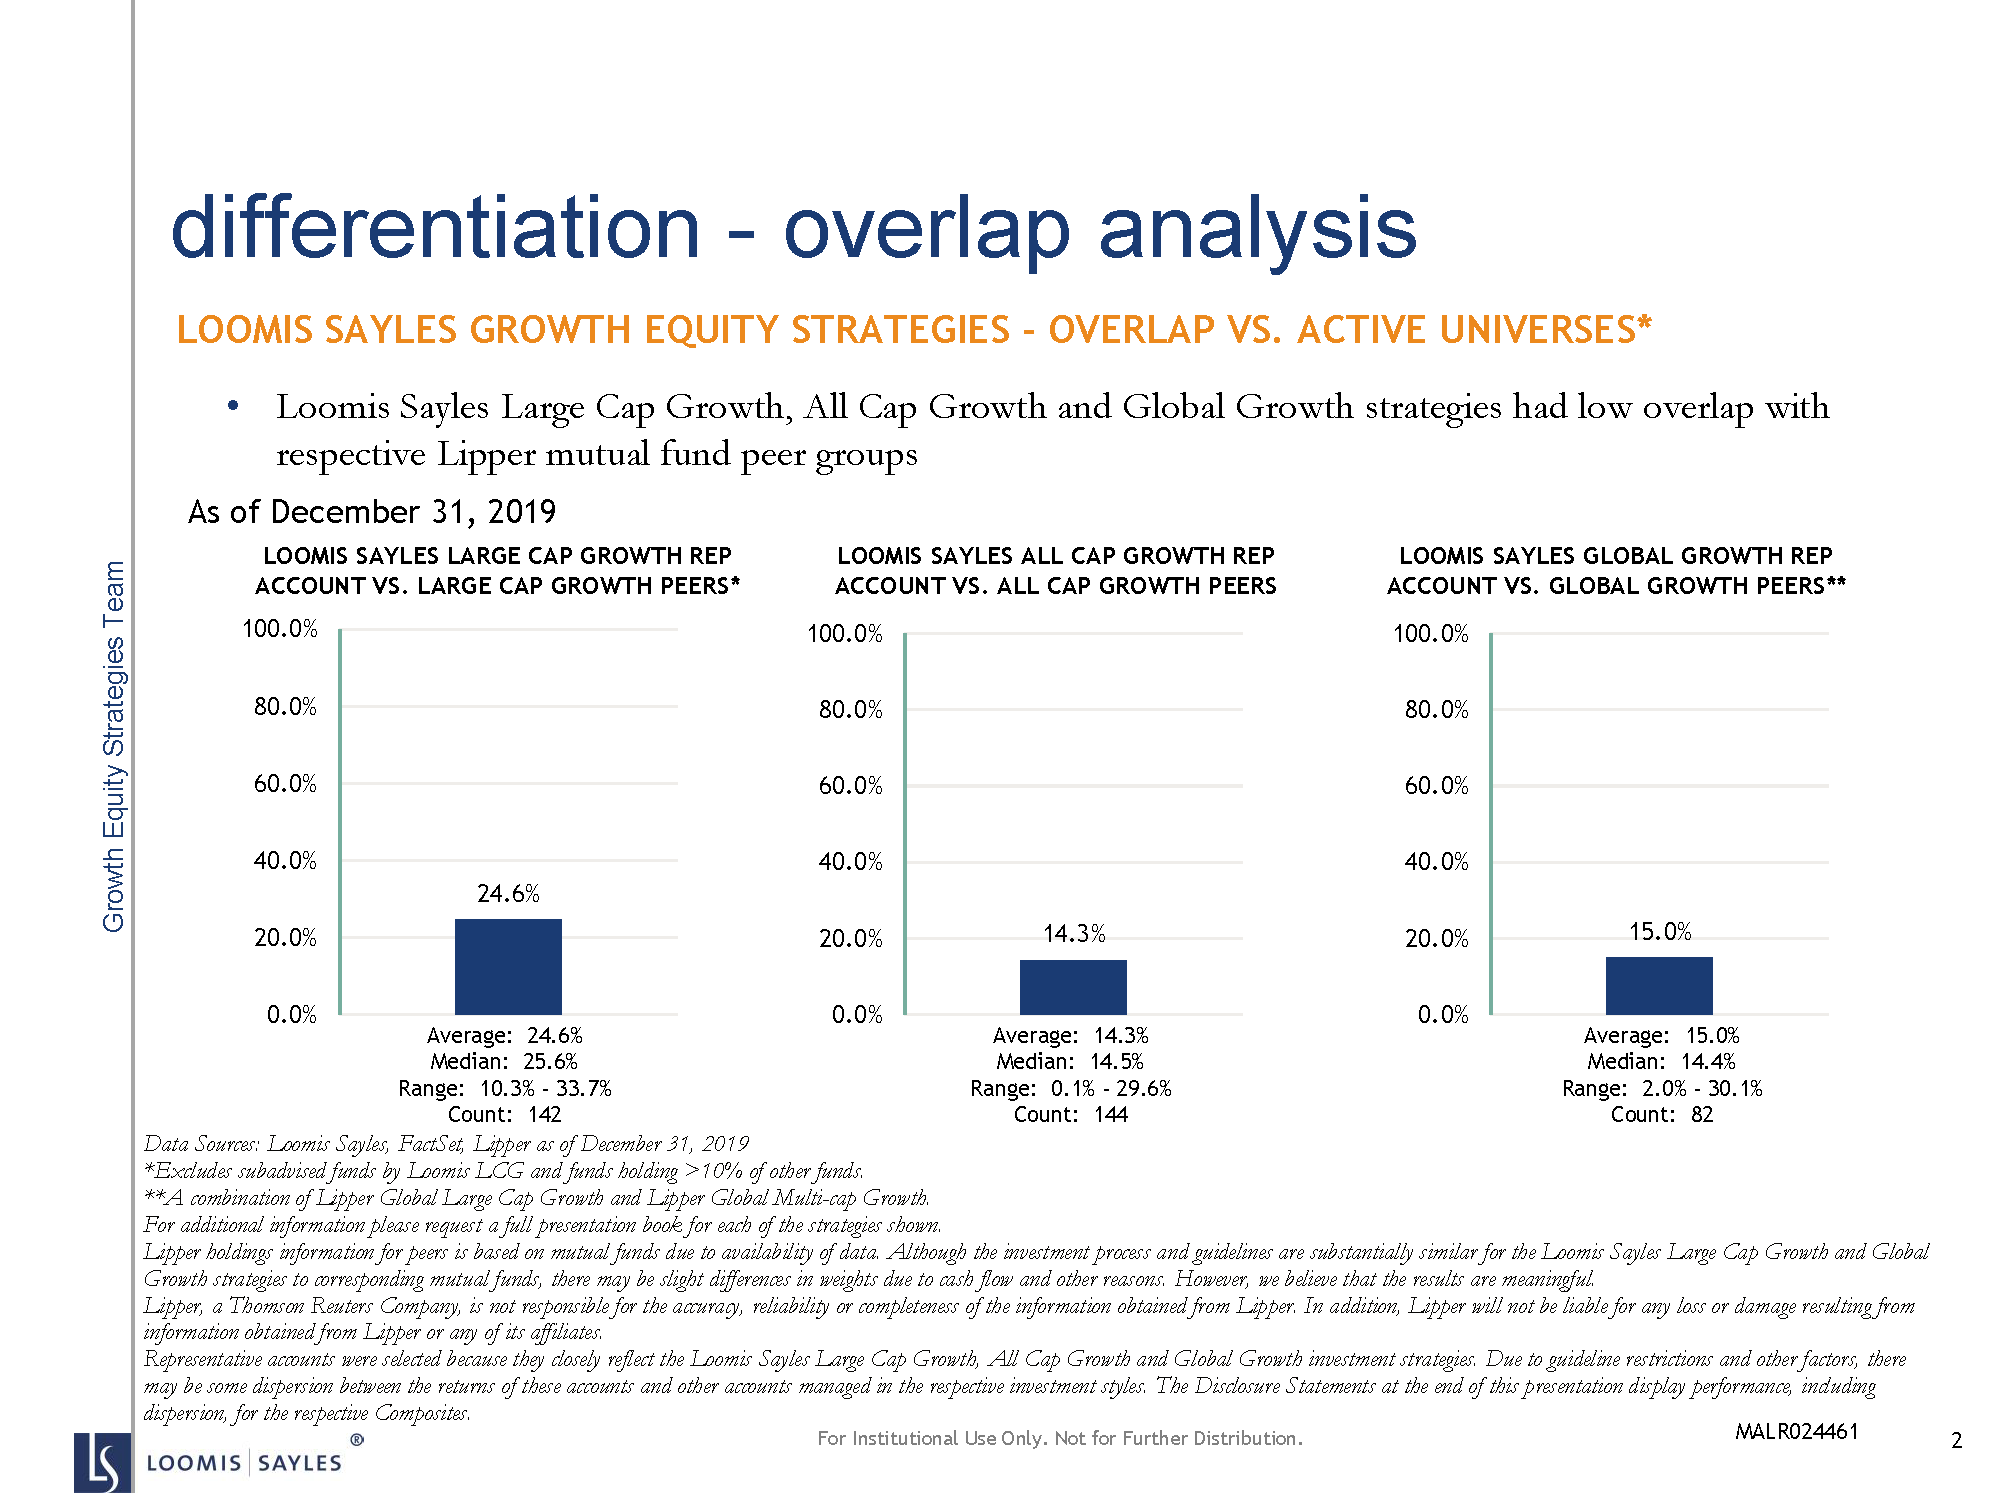 differentiation - overlap analysis
LOOMIS SAYLES GROWTH EQUITY STRATEGIES - OVERLAP VS. ACTIVE UNIVERSES*
• Loomis Sayles Large Cap Growth, All Cap Growth and Global Growth strategies had low overlap with
respective Lipper mutual fund peer groups
As of December 31, 2019
Growth Equity Strategies Team
LOOMIS SAYLES LARGE CAP GROWTH REP
ACCOUNT VS. LARGE CAP GROWTH PEERS*
100.0%
80.0%
60.0%
40.0%
20.0%
0.0%
24.6%
Average: 24.6%
Median: 25.6%
Range: 10.3% - 33.7%
Count: 142
LOOMIS SAYLES ALL CAP GROWTH REP
ACCOUNT VS. ALL CAP GROWTH PEERS
100.0%
80.0%
60.0%
40.0%
20.0%
0.0%
14.3%
Average: 14.3%
Median: 14.5%
Range: 0.1% - 29.6%
Count: 144
LOOMIS SAYLES GLOBAL GROWTH REP
ACCOUNT VS. GLOBAL GROWTH PEERS**
100.0%
80.0%
60.0%
40.0%
20.0%
0.0%
15.0%
Average: 15.0%
Median: 14.4%
Range: 2.0% - 30.1%
Count: 82
Data Sources: Loomis Sayles, FactSet, Lipper as of December 31, 2019
*Excludes subadvised funds by Loomis LCG and funds holding >10% of other funds.
**A combination of Lipper Global Large Cap Growth and Lipper Global Multi-cap Growth.
For additional information please request a full presentation book for each of the strategies shown.
Lipper holdings information for peers is based on mutual funds due to availability of data. Although the investment process and guidelines are substantially similar for the Loomis Sayles Large Cap Growth and Global
Growth strategies to corresponding mutual funds, there may be slight differences in weights due to cash flow and other reasons. However, we believe that the results are meaningful.
Lipper, a Thomson Reuters Company, is not responsible for the accuracy, reliability or completeness of the information obtained from Lipper. In addition, Lipper will not be liable for any loss or damage resulting from
information obtained from Lipper or any of its affiliates.
Representative accounts were selected because they closely reflect the Loomis Sayles Large Cap Growth, All Cap Growth and Global Growth investment strategies. Due to guideline restrictions and other factors, there
may be some dispersion between the returns of these accounts and other accounts managed in the respective investment styles. The Disclosure Statements at the end of this presentation display performance, including
dispersion, for the respective Composites.
LS LOOMIS | SAYLES ®
For Institutional Use Only. Not for Further Distribution.
MALR024461
2